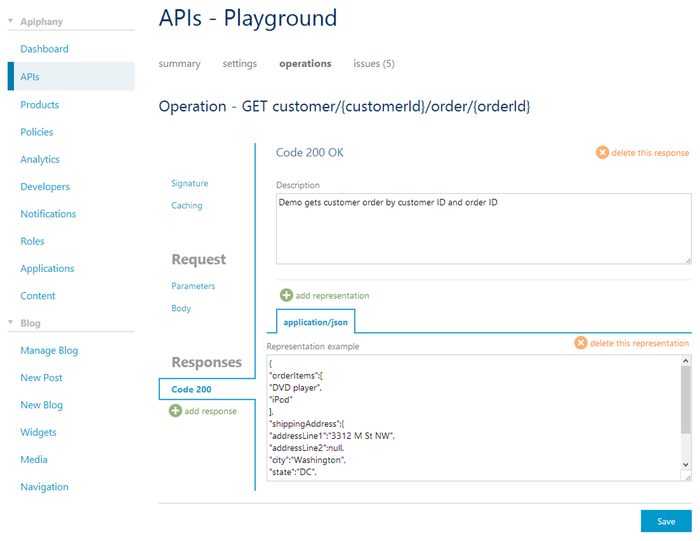 Apiphany
Dashboard
APIs
Products
Policies
Analytics
Developers
Notifications
Roles
Applications
Content
Blog
Manage Blog
New Post
New Blog
Widgets
Media
Navigation
APIs - Playground
summary settings operations issues (5)
Operation - GET customer/{customerId}/order/{orderId}
Signature
Caching
Request
Parameters
Body
Responses
Code 200
add response
Code 200 OK
delete this response
Description
Demo gets customer order by customer ID and order ID
add representation
application/json
Representation example
delete this representation
{
"orderItems":[
"DVD player",
"iPod"
],
"shippingAddress":{
"addressLine1":"3312 M St NW",
"addressLine2":null,
"city":"Washington",
"state":"DC",
Save